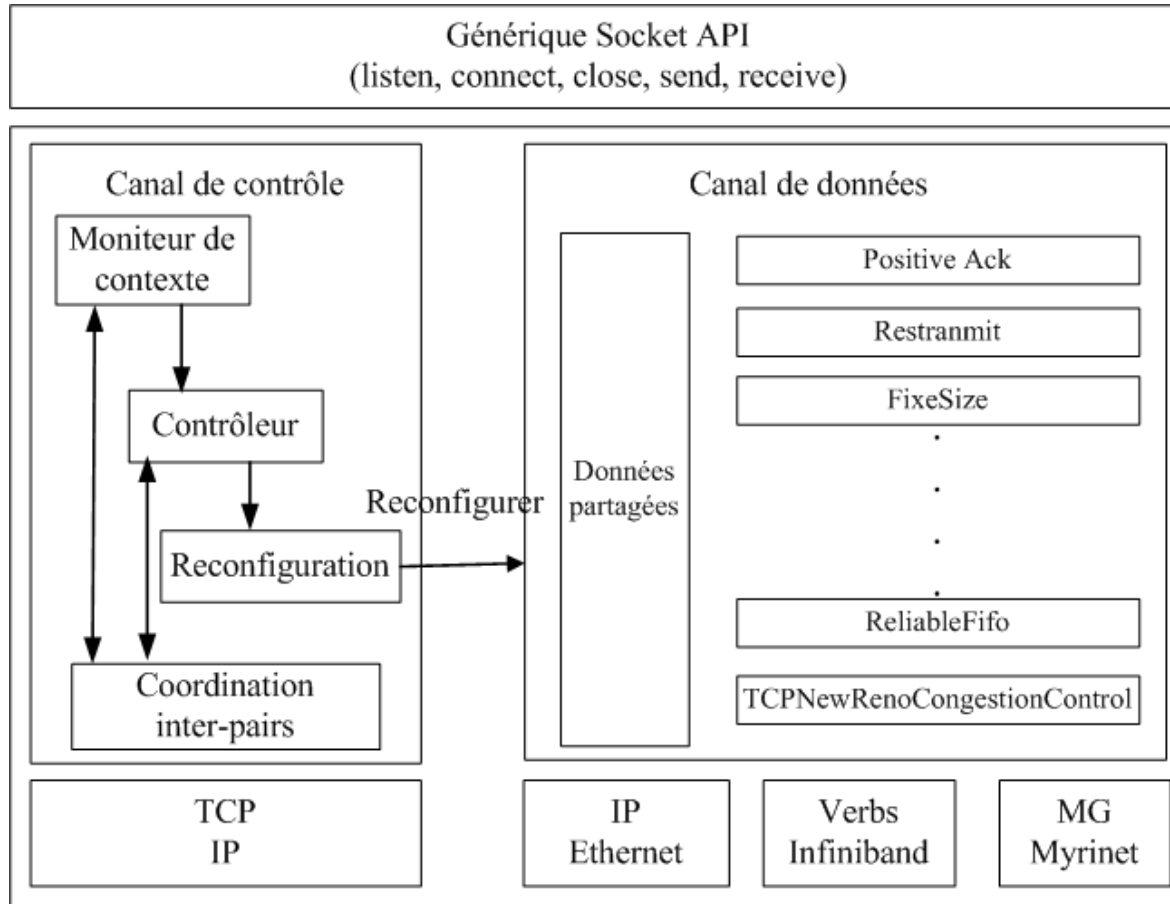 Générique Socket API
(listen, connect, close, send, receive)
Canal de contrôle
Moniteur de
contexte
Contrôleur
Reconfiguration
Coordination
inter-pairs
Reconfigurer
Canal de données
Données
partagées
Positive Ack
Restranmit
FixeSize
ReliableFifo
TCPNewRenoCongestionControl
TCP
IP
IP
Ethernet
Verbs
Infiniband
MG
Myrinet